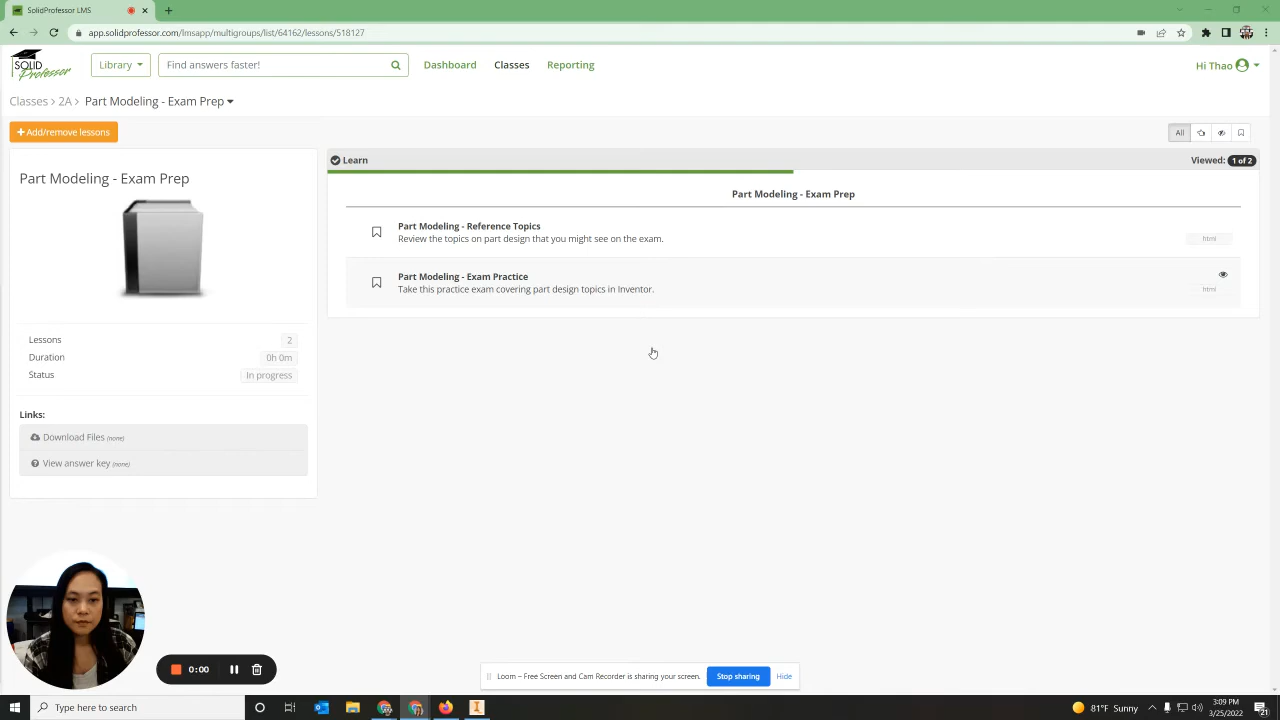 SolidProfessor LMS
app.solidprofessor.com/lmsapp/multigroups/list/64162/lessons/518127
SOLID Professor
Library
Find answers faster!
Dashboard
Classes
Reporting
Hi Thao
Classes > 2A > Part Modeling - Exam Prep
+ Add/remove lessons
All
Part Modeling - Exam Prep
Lessons 2
Duration 0h 0m
Status In progress
Links:
Download Files (none)
View answer key (none)
Learn
Viewed: 1 of 2
Part Modeling - Exam Prep
Part Modeling - Reference Topics
Review the topics on part design that you might see on the exam.
html
Part Modeling - Exam Practice
Take this practice exam covering part design topics in Inventor.
html
0:00
Loom – Free Screen and Cam Recorder is sharing your screen.
Stop sharing
Hide
Type here to search
81°F Sunny
3:09 PM
3/25/2022
21